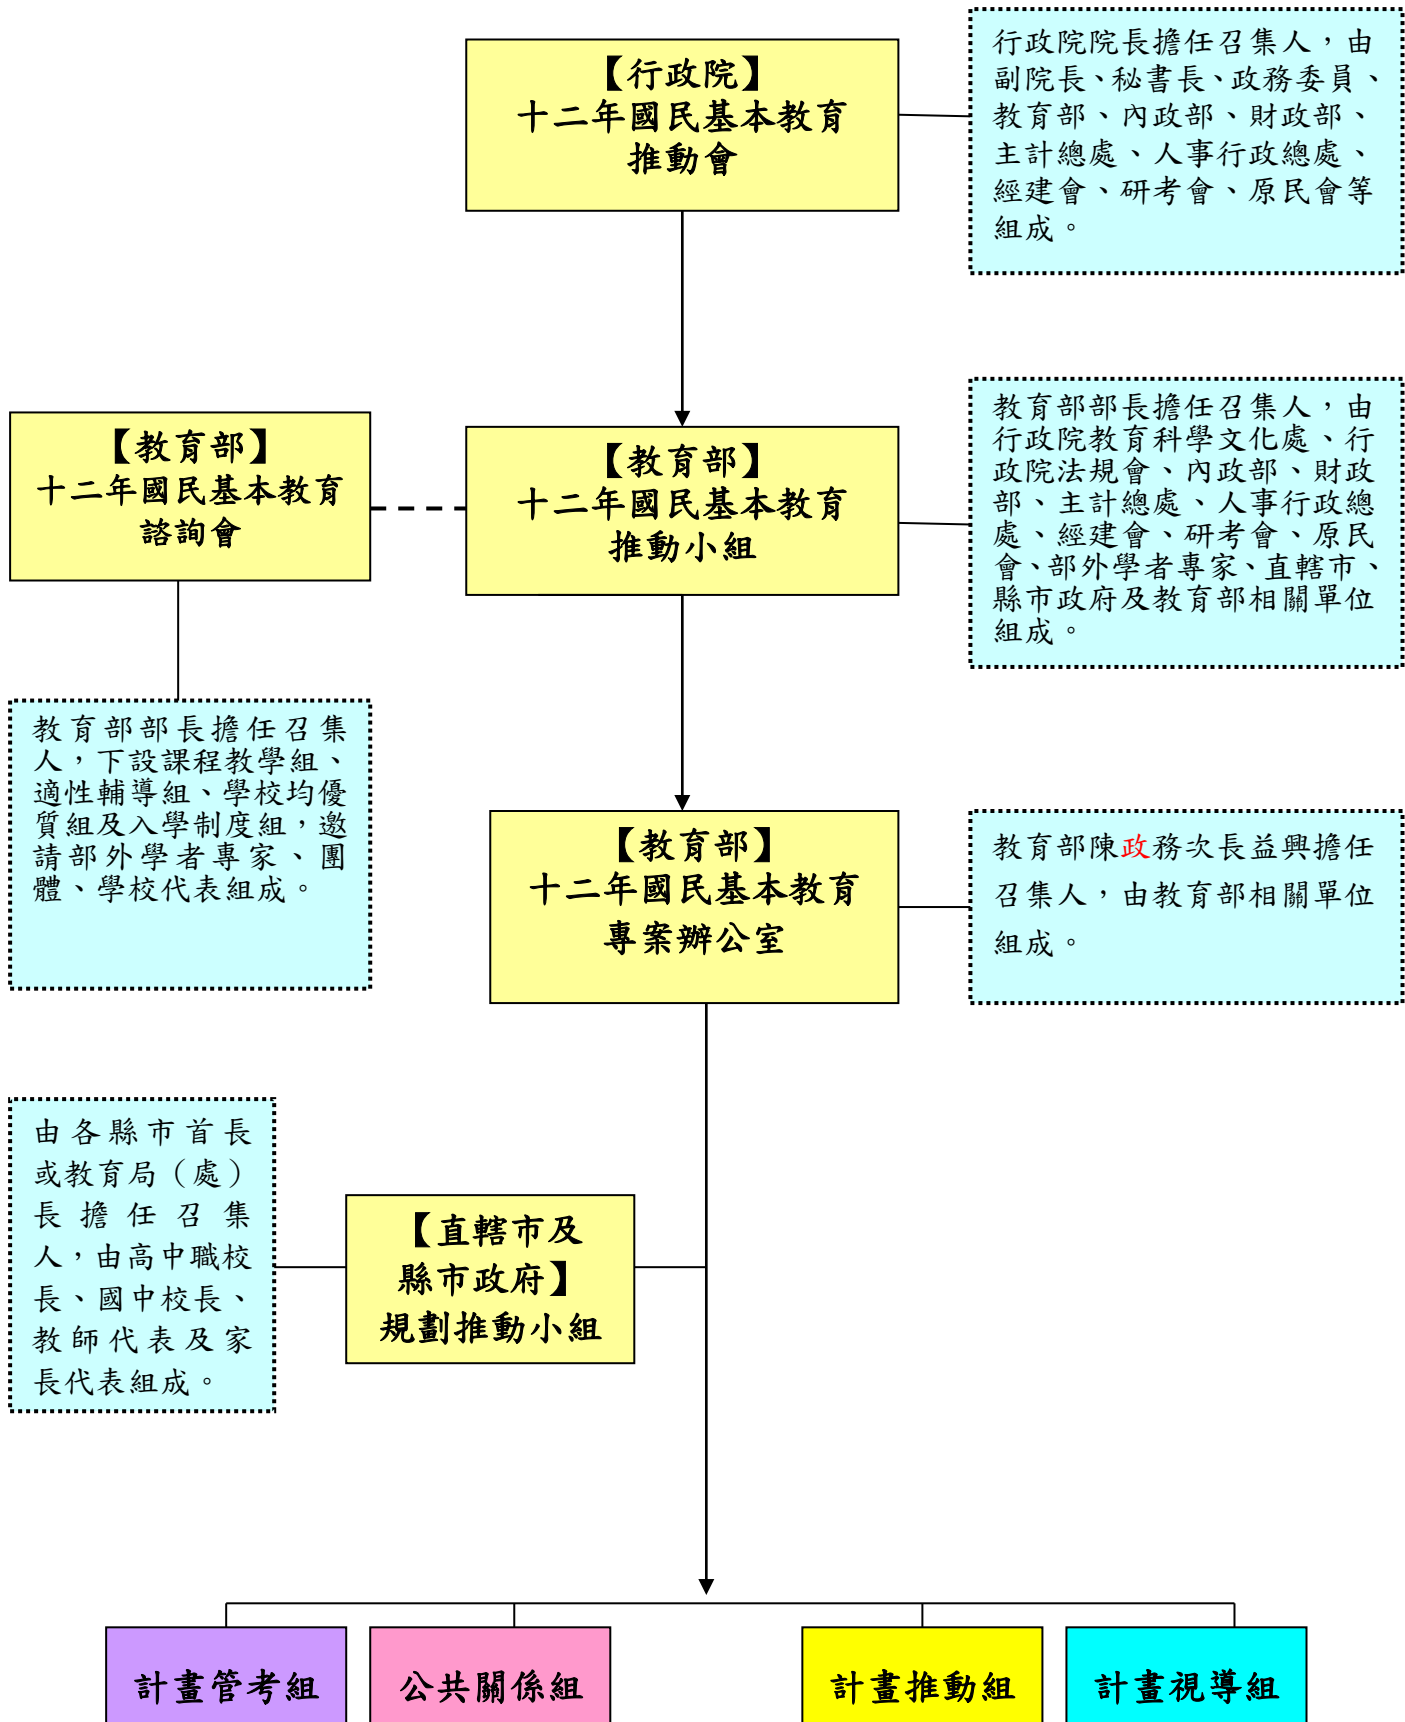 【行政院】
十二年國民基本教育
推動會
行政院院長擔任召集人，由
副院長、秘書長、政務委員、
教育部、內政部、財政部、
主計總處、人事行政總處、
經建會、研考會、原民會等
組成。
【教育部】
十二年國民基本教育
諮詢會
【教育部】
十二年國民基本教育
推動小組
教育部部長擔任召集人，由
行政院教育科學文化處、行
政院法規會、內政部、財政
部、主計總處、人事行政總
處、經建會、研考會、原民
會、部外學者專家、直轄市、
縣市政府及教育部相關單位
組成。
教育部部長擔任召集
人，下設課程教學組、
適性輔導組、學校均優
質組及入學制度組，邀
請部外學者專家、團
體、學校代表組成。
【教育部】
十二年國民基本教育
專案辦公室
教育部陳政務次長益興擔任
召集人，由教育部相關單位
組成。
由各縣市首長
或教育局（處）
長擔任召集
人，由高中職校
長、國中校長、
教師代表及家
長代表組成。
【直轄市及
縣市政府】
規劃推動小組
計畫管考組
公共關係組
計畫推動組
計畫視導組